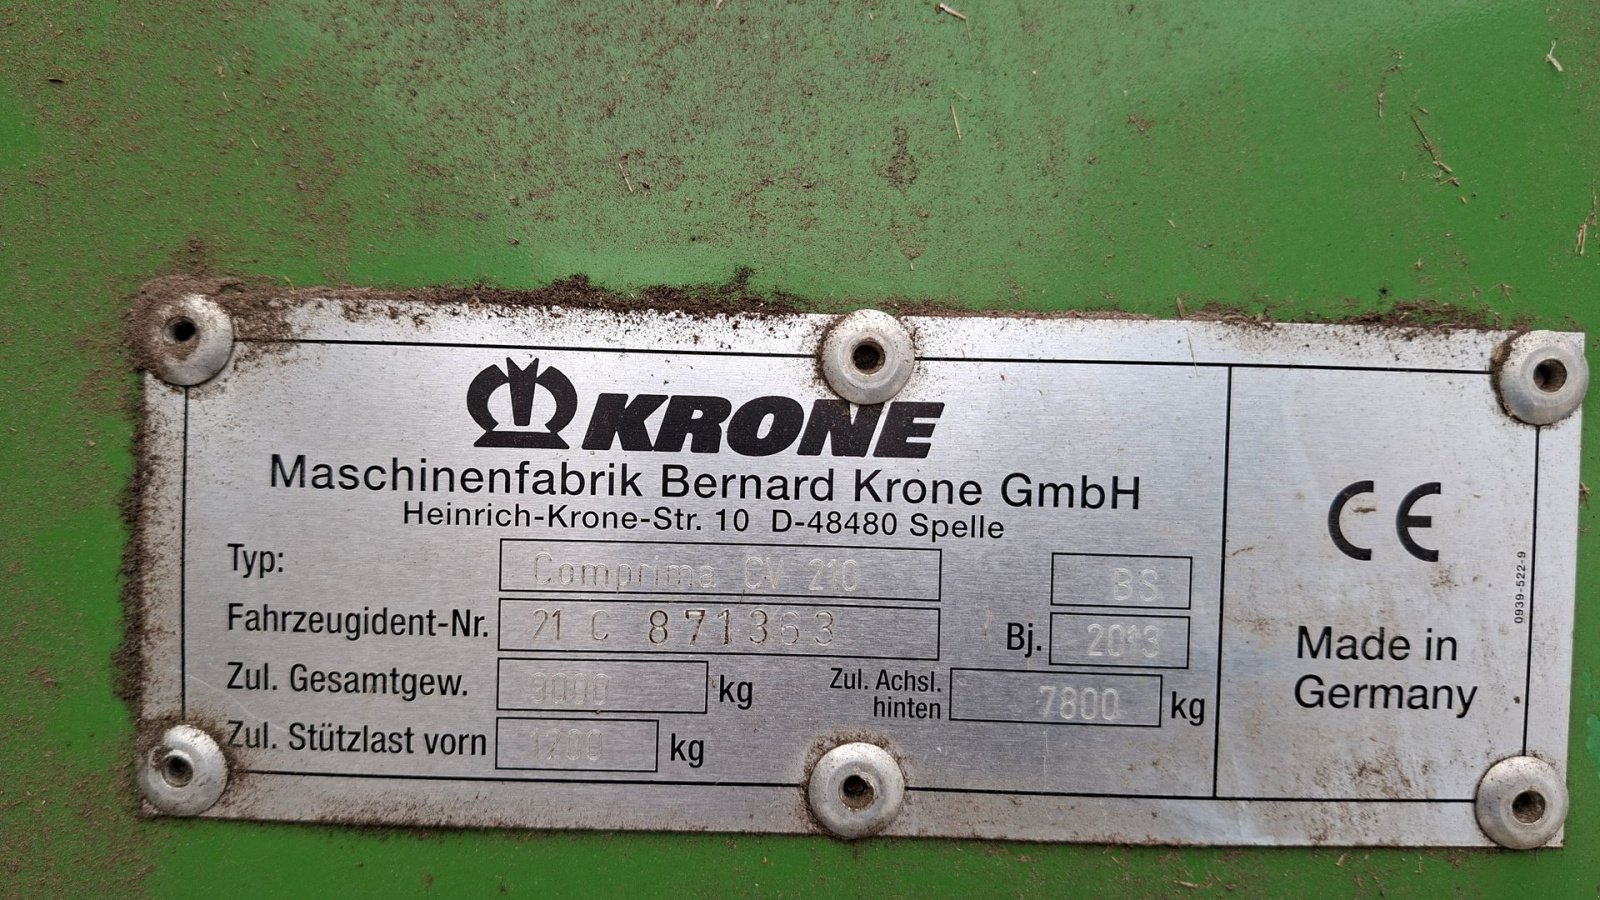 KRONE
Maschinenfabrik Bernard Krone GmbH
Heinrich-Krone-Str. 10 D-48480 Spelle
Typ: Comprima CV 210 BS
Fahrzeugident-Nr. 21 C 871363 Bj. 2013
Zul. Gesamtgew. 9000 kg Zul. Achsl. hinten 7800 kg
Zul. Stützlast vorn 1200 kg
CE
Made in
Germany
0939-522-9